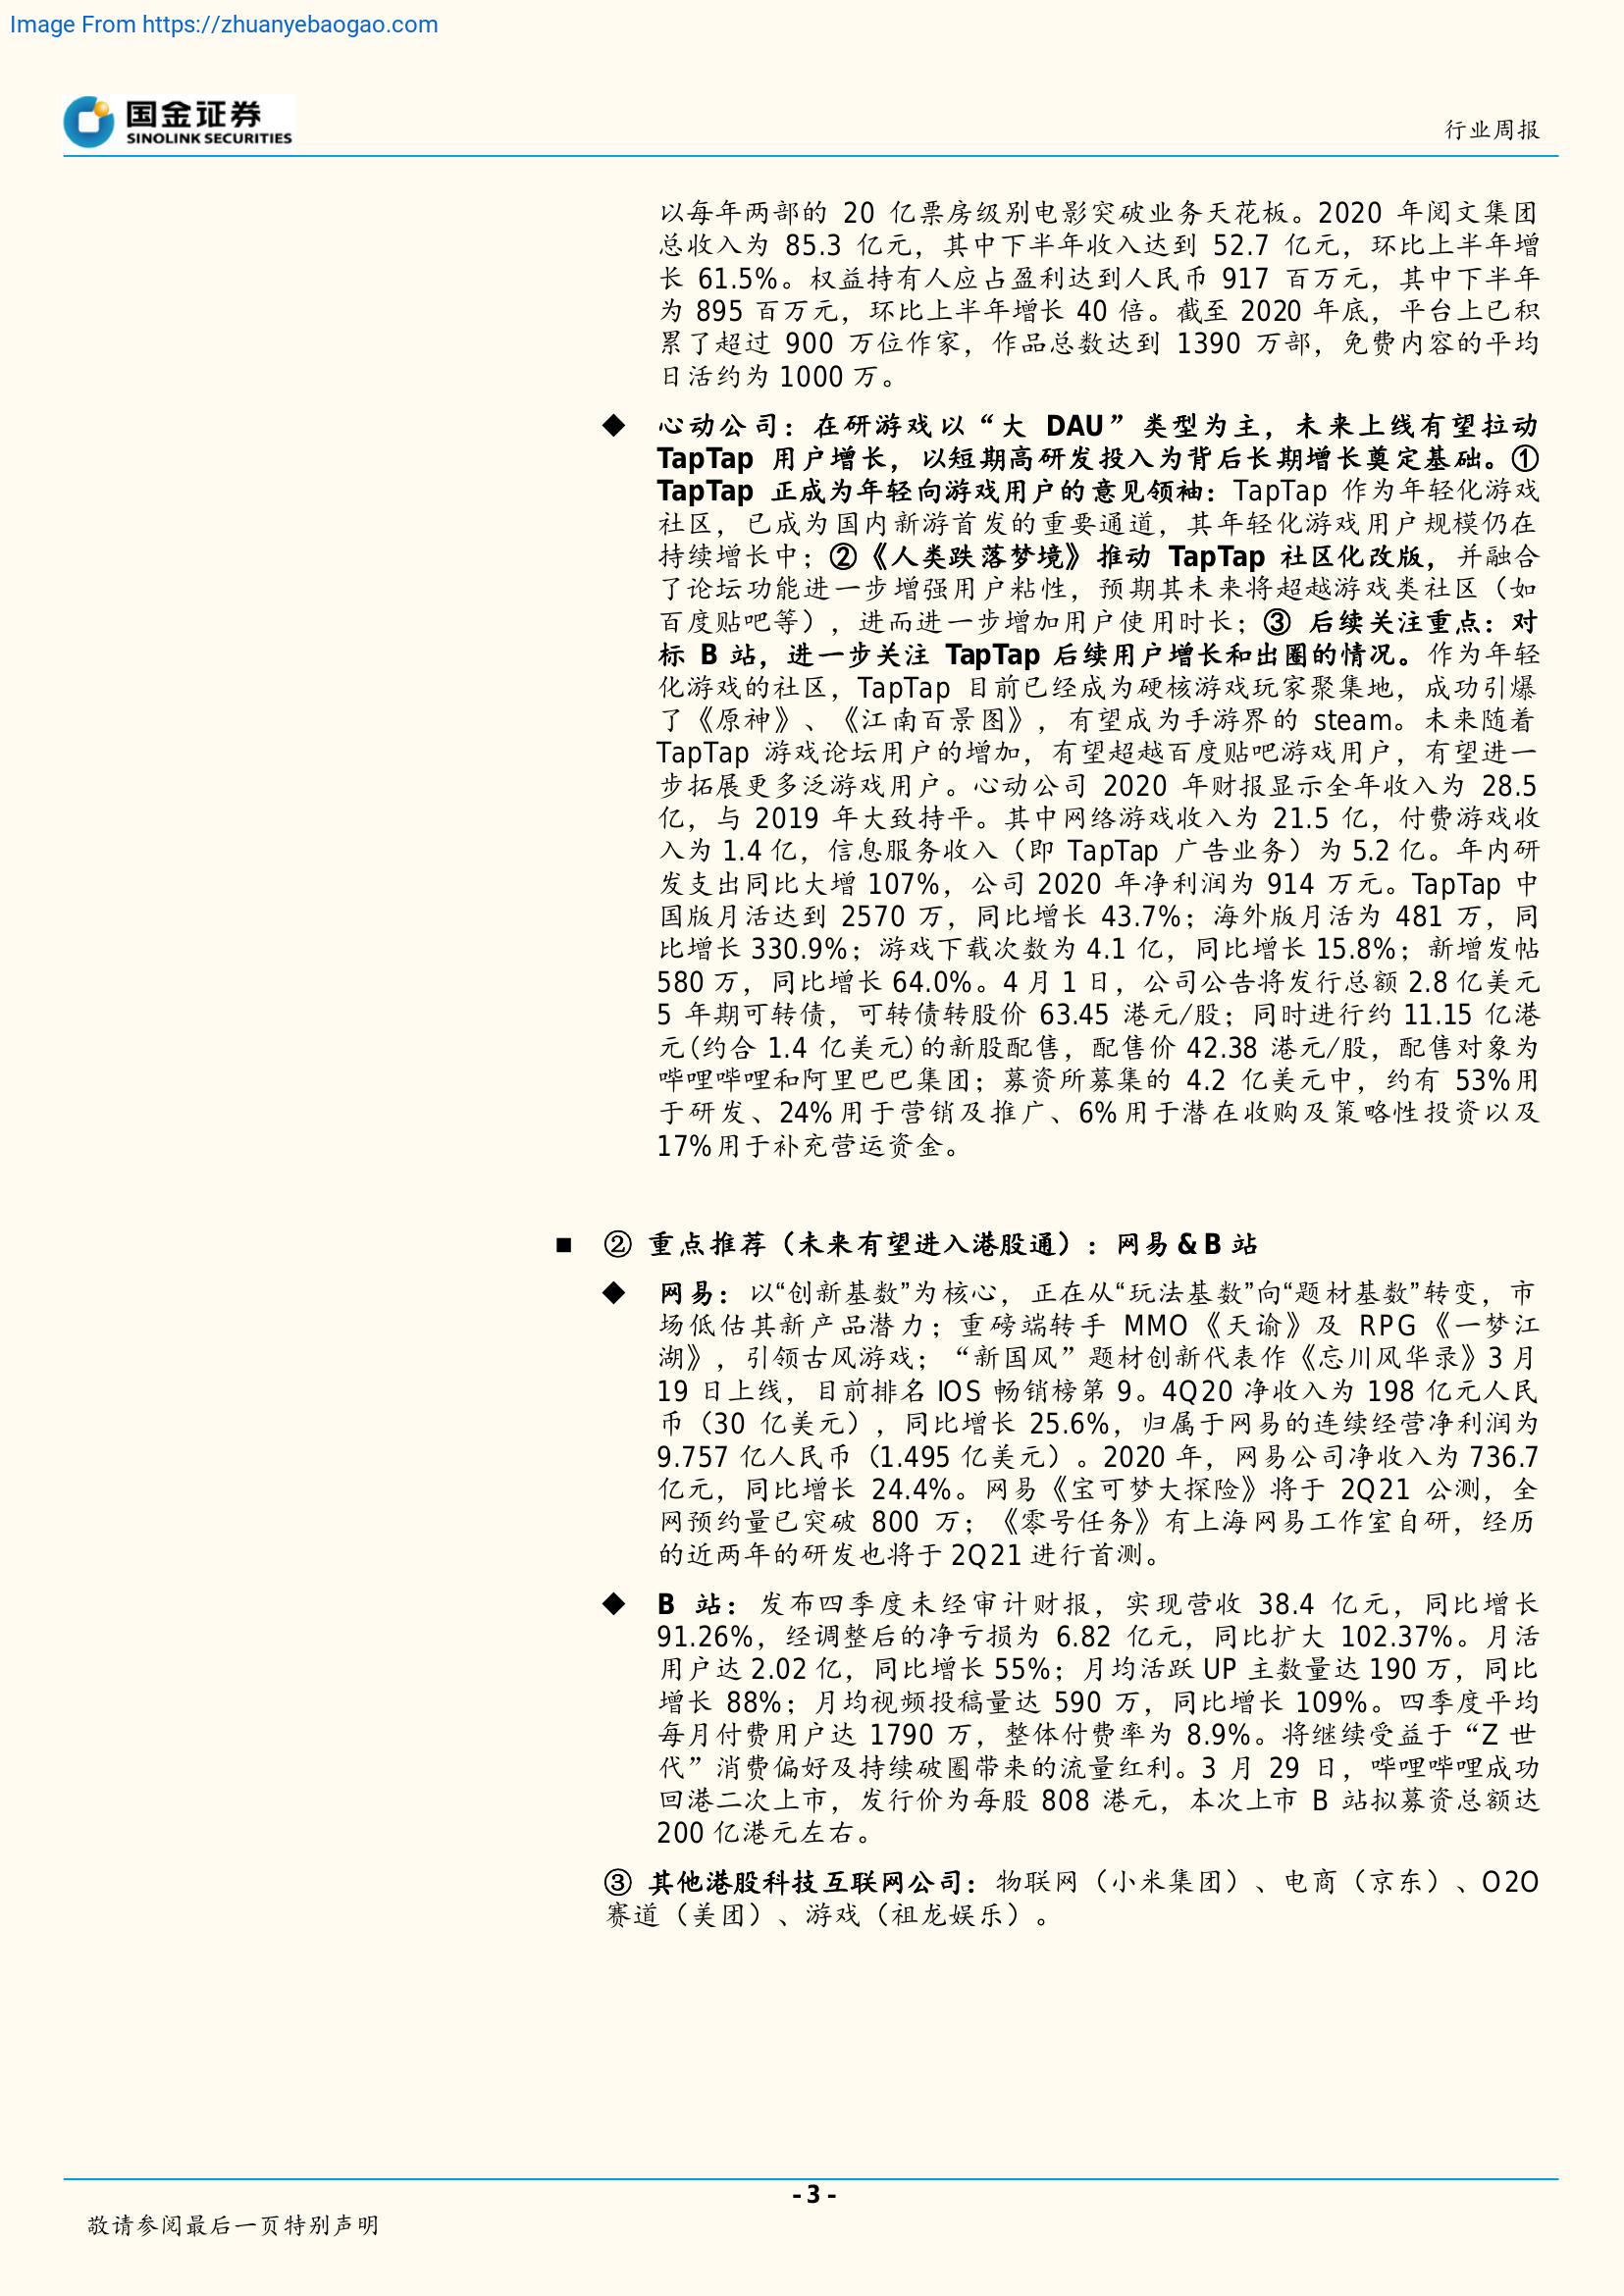 Image From https://zhuanyebaogao.com
国金证券
SINOLINK SECURITIES
行业周报
以每年两部的 20 亿票房级别电影突破业务天花板。2020 年阅文集团
总收入为 85.3 亿元，其中下半年收入达到 52.7 亿元，环比上半年增
长 61.5%。权益持有人应占盈利达到人民币 917 百万元，其中下半年
为 895 百万元，环比上半年增长 40 倍。截至 2020 年底，平台上已积
累了超过 900 万位作家，作品总数达到 1390 万部，免费内容的平均
日活约为 1000 万。
◆ 心动公司：在研游戏以“大 DAU”类型为主，未来上线有望拉动
TapTap 用户增长，以短期高研发投入为背后长期增长奠定基础。①
TapTap 正成为年轻向游戏用户的意见领袖：TapTap 作为年轻化游戏
社区，已成为国内新游首发的重要通道，其年轻化游戏用户规模仍在
持续增长中；②《人类跌落梦境》推动 TapTap 社区化改版，并融合
了论坛功能进一步增强用户粘性，预期其未来将超越游戏类社区（如
百度贴吧等），进而进一步增加用户使用时长；③ 后续关注重点：对
标 B 站，进一步关注 TapTap 后续用户增长和出圈的情况。作为年轻
化游戏的社区，TapTap 目前已经成为硬核游戏玩家聚集地，成功引爆
了《原神》、《江南百景图》，有望成为手游界的 steam。未来随着
TapTap 游戏论坛用户的增加，有望超越百度贴吧游戏用户，有望进一
步拓展更多泛游戏用户。心动公司 2020 年财报显示全年收入为 28.5
亿，与 2019 年大致持平。其中网络游戏收入为 21.5 亿，付费游戏收
入为 1.4 亿，信息服务收入（即 TapTap 广告业务）为 5.2 亿。年内研
发支出同比大增 107%，公司 2020 年净利润为 914 万元。TapTap 中
国版月活达到 2570 万，同比增长 43.7%；海外版月活为 481 万，同
比增长 330.9%；游戏下载次数为 4.1 亿，同比增长 15.8%；新增发帖
580 万，同比增长 64.0%。4 月 1 日，公司公告将发行总额 2.8 亿美元
5 年期可转债，可转债转股价 63.45 港元/股；同时进行约 11.15 亿港
元(约合 1.4 亿美元)的新股配售，配售价 42.38 港元/股，配售对象为
哔哩哔哩和阿里巴巴集团；募资所募集的 4.2 亿美元中，约有 53%用
于研发、24%用于营销及推广、6%用于潜在收购及策略性投资以及
17%用于补充营运资金。
■ ② 重点推荐（未来有望进入港股通）：网易 & B 站
◆ 网易：以“创新基数”为核心，正在从“玩法基数”向“题材基数”转变，市
场低估其新产品潜力；重磅端转手 MMO《天谕》及 RPG《一梦江
湖》，引领古风游戏；“新国风”题材创新代表作《忘川风华录》3 月
19 日上线，目前排名 IOS 畅销榜第 9。4Q20 净收入为 198 亿元人民
币（30 亿美元），同比增长 25.6%，归属于网易的连续经营净利润为
9.757 亿人民币（1.495 亿美元）。2020 年，网易公司净收入为 736.7
亿元，同比增长 24.4%。网易《宝可梦大探险》将于 2Q21 公测，全
网预约量已突破 800 万；《零号任务》有上海网易工作室自研，经历
的近两年的研发也将于 2Q21 进行首测。
◆ B 站：发布四季度未经审计财报，实现营收 38.4 亿元，同比增长
91.26%，经调整后的净亏损为 6.82 亿元，同比扩大 102.37%。月活
用户达 2.02 亿，同比增长 55%；月均活跃 UP 主数量达 190 万，同比
增长 88%；月均视频投稿量达 590 万，同比增长 109%。四季度平均
每月付费用户达 1790 万，整体付费率为 8.9%。将继续受益于“Z 世
代”消费偏好及持续破圈带来的流量红利。3 月 29 日，哔哩哔哩成功
回港二次上市，发行价为每股 808 港元，本次上市 B 站拟募资总额达
200 亿港元左右。
③ 其他港股科技互联网公司：物联网（小米集团）、电商（京东）、O2O
赛道（美团）、游戏（祖龙娱乐）。
- 3 -
敬请参阅最后一页特别声明